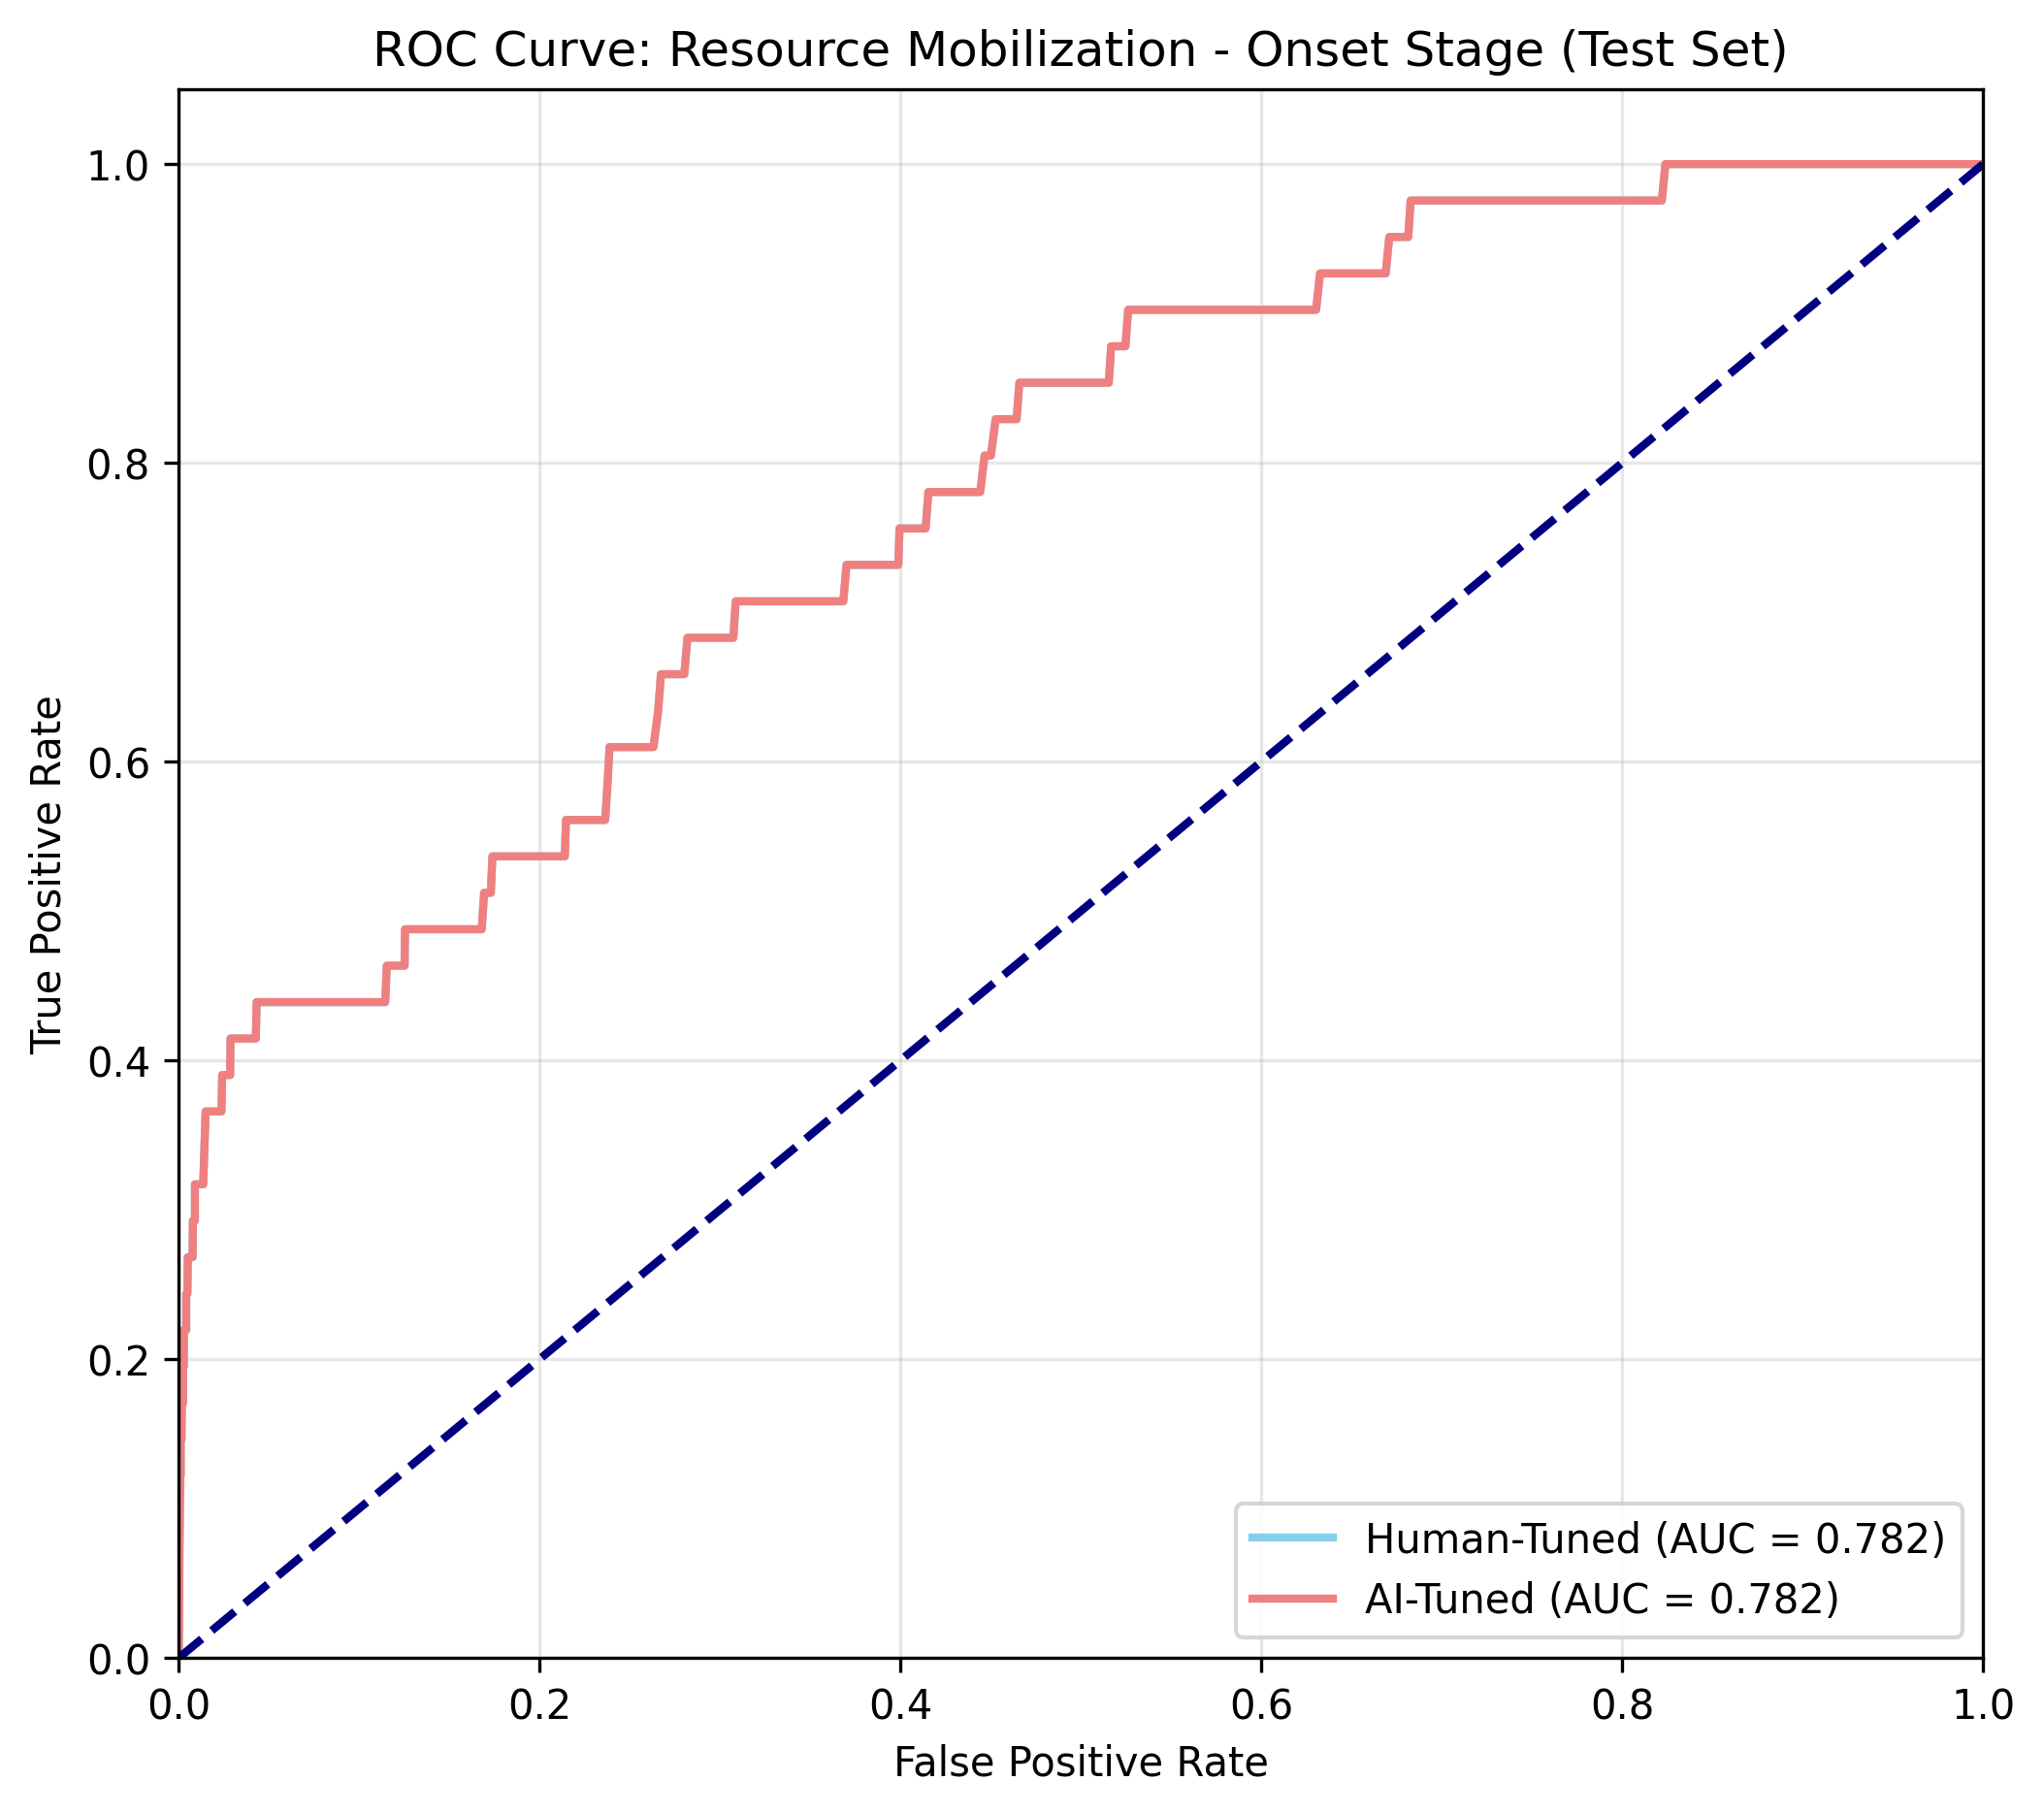 ROC Curve: Resource Mobilization - Onset Stage (Test Set)
True Positive Rate
1.0
0.8
0.6
0.4
0.2
0.0
0.0 0.2 0.4 0.6 0.8 1.0
False Positive Rate
Human-Tuned (AUC = 0.782)
AI-Tuned (AUC = 0.782)